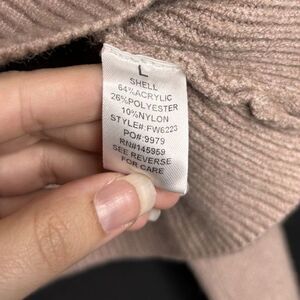 L
SHELL
64%ACRYLIC
26%POLYESTER
10%NYLON
STYLE#:FW6223
PO#:9979
RN#145959
SEE REVERSE
FOR CARE